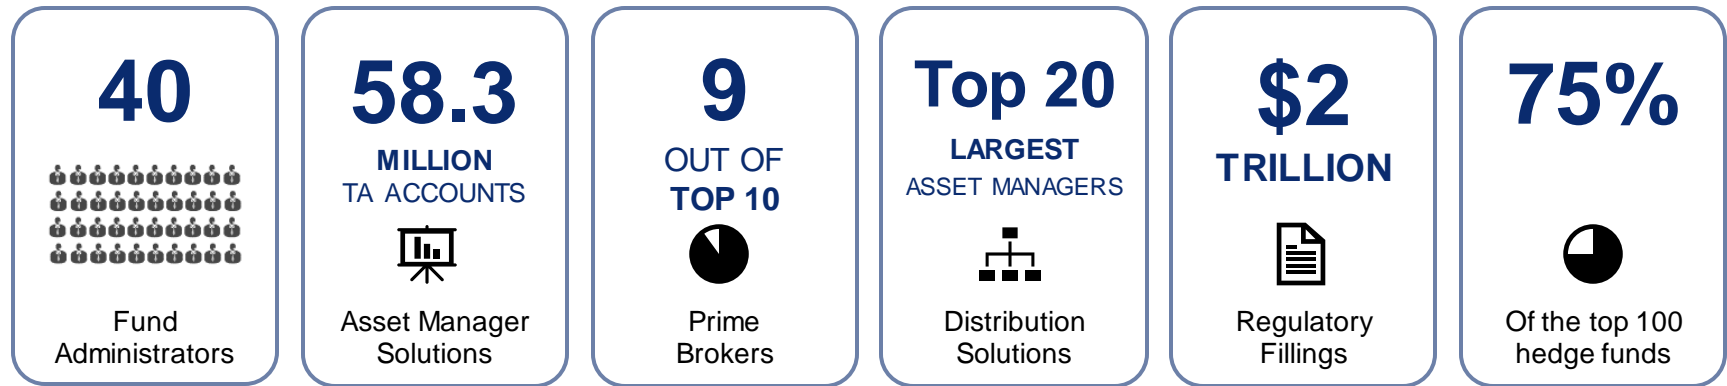 40
Fund
Administrators
58.3
MILLION
TA ACCOUNTS
Asset Manager
Solutions
9
OUT OF
TOP 10
Prime
Brokers
Top 20
LARGEST
ASSET MANAGERS
Distribution
Solutions
$2
TRILLION
Regulatory
Fillings
75%
Of the top 100
hedge funds